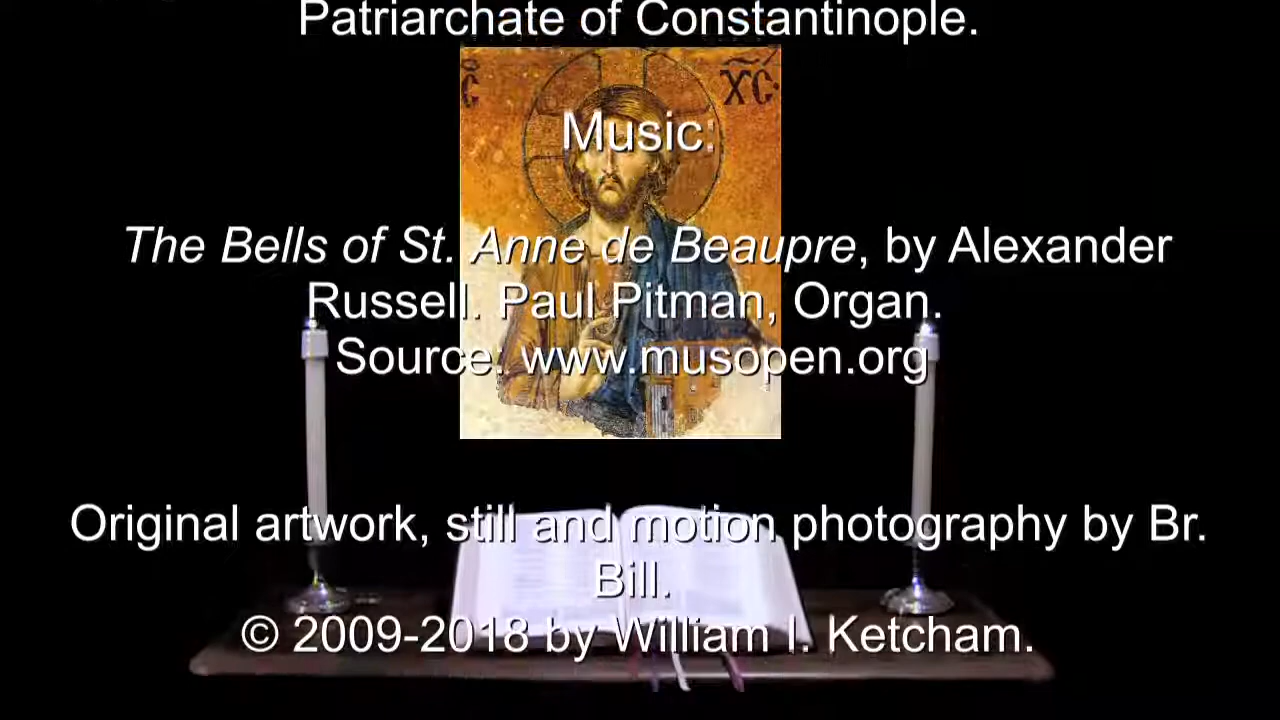 Patriarchate of Constantinople.
C XC
Music:
The Bells of St. Anne de Beaupre, by Alexander
Russell. Paul Pitman, Organ.
Source: www.musopen.org
Original artwork, still and motion photography by Br.
Bill.
© 2009-2018 by William I. Ketcham.